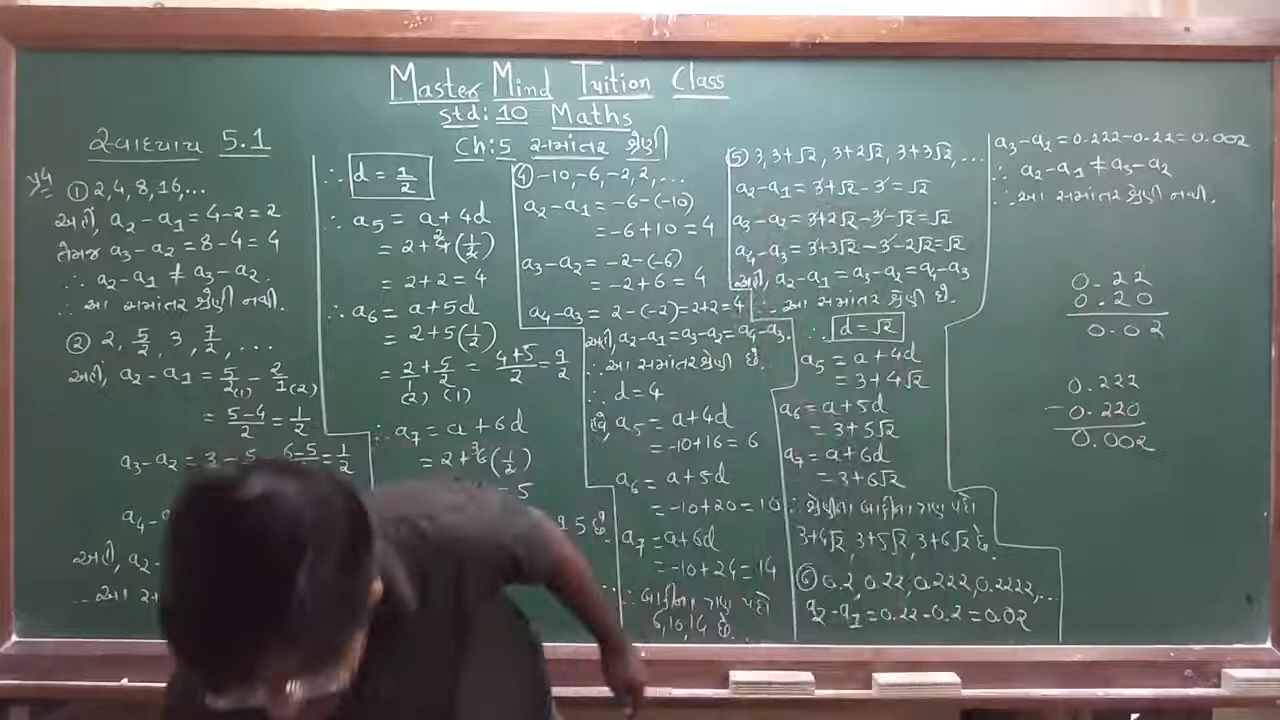 Master Mind Tuition Class
std: 10 Maths
Ch: 5 સમાંતર શ્રેણી
સ્વાધ્યાય 5.1
પ્ર4
① 2, 4, 8, 16, ...
અહીં, a₂ - a₁ = 4 - 2 = 2
તેમજ a₃ - a₂ = 8 - 4 = 4
∴ a₂ - a₁ ≠ a₃ - a₂.
∴ આ સમાંતર શ્રેણી નથી.
② 2, 5/2, 3, 7/2, ...
અહીં, a₂ - a₁ = 5/2 (1) - 2/1 (2)
= (5-4)/2 = 1/2
a₃ - a₂ = 3 - 5 (6-5) = 1/2
a₄ -
અહીં, a₂ -
∴ આ
∴ d = 1/2
∴ a₅ = a + 4d
= 2 + 4(1/2)
= 2 + 2 = 4
∴ a₆ = a + 5d
= 2 + 5(1/2)
= 2/1 (2) + 5/2 (1) = (4+5)/2 = 9/2
∴ a₇ = a + 6d
= 2 + 6(1/2)
= 5
5 છે.
④ -10, -6, -2, 2, ...
a₂ - a₁ = -6 - (-10)
= -6 + 10 = 4
a₃ - a₂ = -2 - (-6)
= -2 + 6 = 4
a₄ - a₃ = 2 - (-2) = 2 + 2 = 4
અહીં, a₂ - a₁ = a₃ - a₂ = a₄ - a₃.
∴ આ સમાંતર શ્રેણી છે.
∴ d = 4
હવે, a₅ = a + 4d
= -10 + 16 = 6
a₆ = a + 5d
= -10 + 20 = 10
a₇ = a + 6d
= -10 + 24 = 14
∴ બાકીના ત્રણ પદો
6, 10, 14 છે.
⑤ 3, 3+√2, 3+2√2, 3+3√2, ...
a₂ - a₁ = 3 + √2 - 3 = √2
a₃ - a₂ = 3 + 2√2 - 3 - √2 = √2
a₄ - a₃ = 3 + 3√2 - 3 - 2√2 = √2
અહીં, a₂ - a₁ = a₃ - a₂ = a₄ - a₃
∴ આ સમાંતર શ્રેણી છે.
∴ d = √2
a₅ = a + 4d
= 3 + 4√2
a₆ = a + 5d
= 3 + 5√2
a₇ = a + 6d
= 3 + 6√2
∴ શ્રેણીના બાકીના ત્રણ પદો
3+4√2, 3+5√2, 3+6√2 છે.
⑥ 0.2, 0.22, 0.222, 0.2222, ...
a₂ - a₁ = 0.22 - 0.2 = 0.02
a₃ - a₂ = 0.222 - 0.22 = 0.002
∴ a₂ - a₁ ≠ a₃ - a₂
∴ આ સમાંતર શ્રેણી નથી.
0.22
0.20
0.02
0.222
- 0.220
0.002